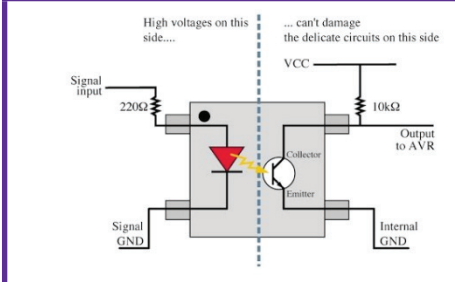 High voltages on this
side....
... can't damage
the delicate circuits on this side
VCC
Signal
input
220Ω
10kΩ
Output
to AVR
Collector
Emitter
Signal
GND
Internal
GND